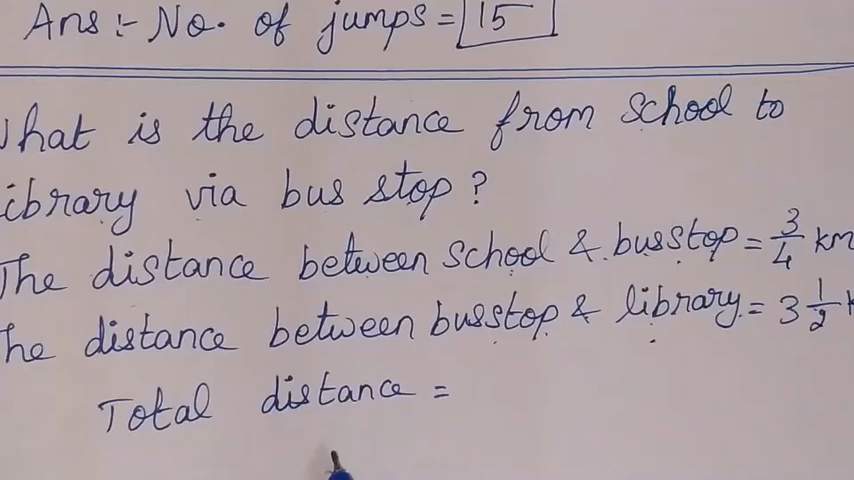 Ans :- No. of jumps = 15
hat is the distance from school to
ibrary via bus stop ?
The distance between school & busstop = 3/4 km
he distance between busstop & library = 3 1/2 k
Total distance =